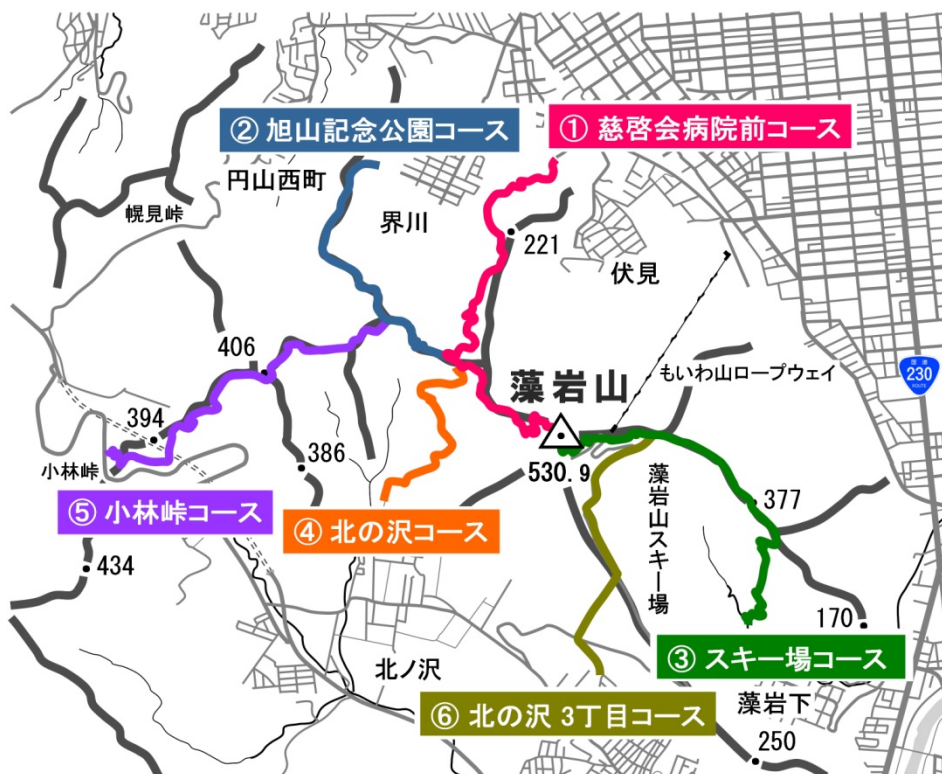 ① 慈啓会病院前コース
② 旭山記念公園コース
円山西町
幌見峠
界川
221
伏見
国道
230
ROUTE
もいわ山ロープウェイ
406
藻岩山
530.9
394
小林峠
386
377
⑤ 小林峠コース
④ 北の沢コース
藻岩山スキー場
434
170
③ スキー場コース
北ノ沢
⑥ 北の沢 3丁目コース
藻岩下
250